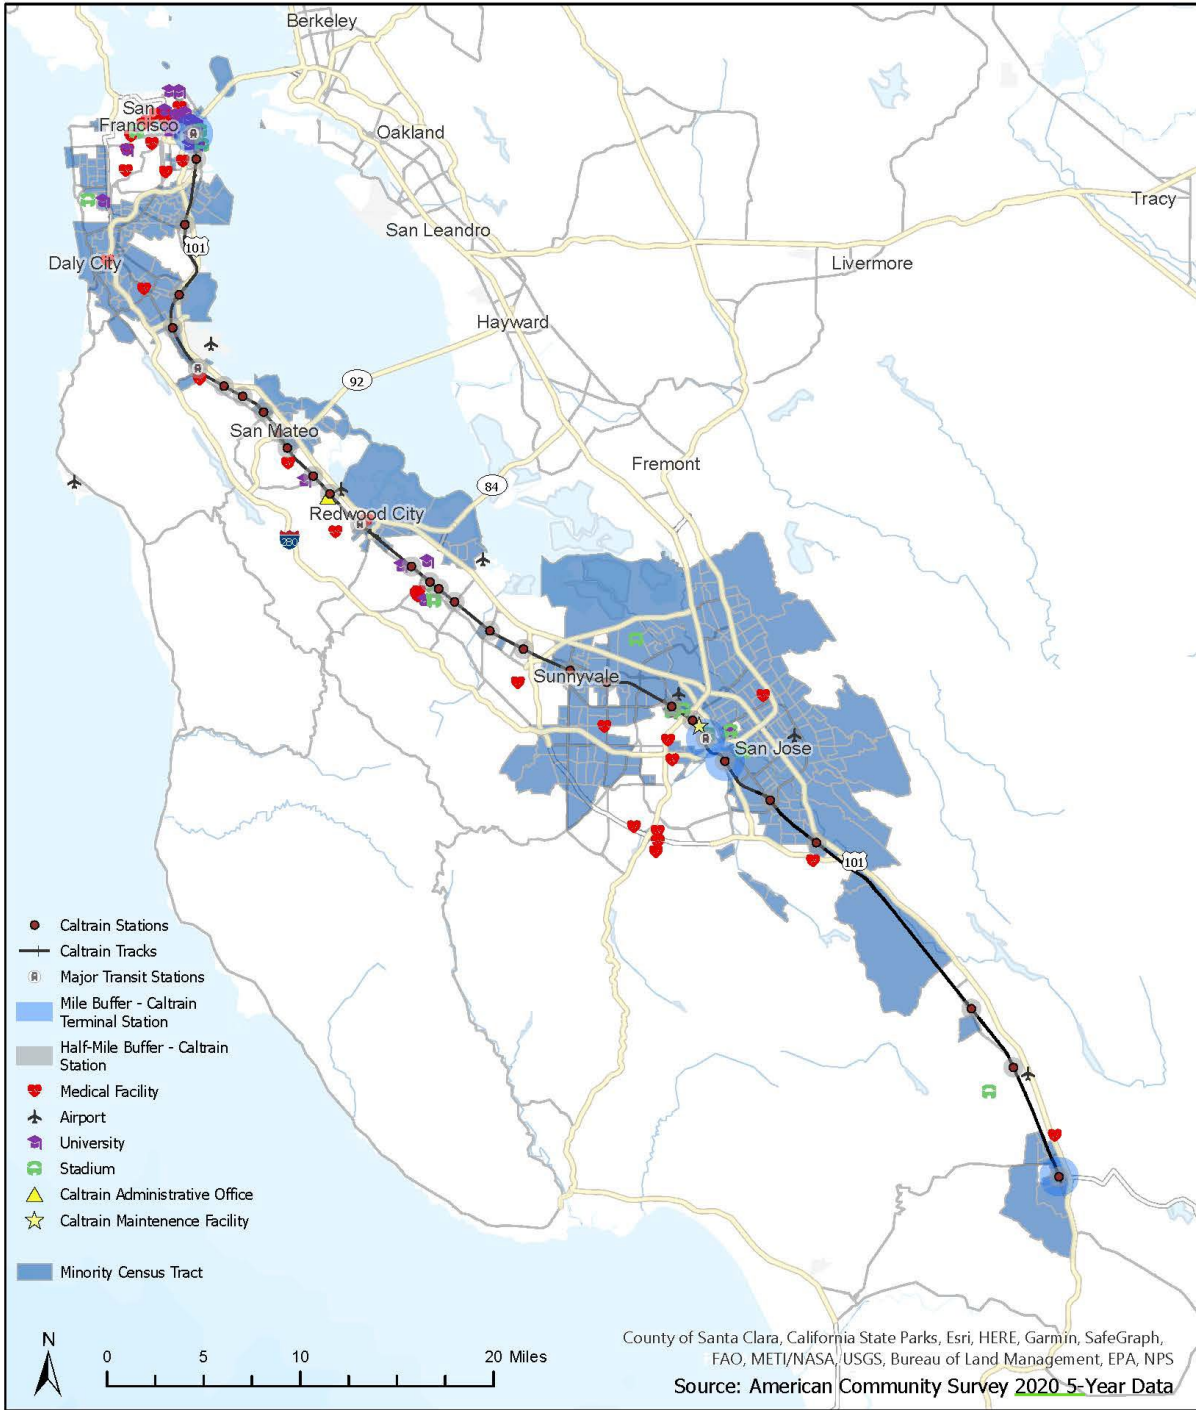 Berkeley
San
Francisco
Oakland
Tracy
San Leandro
101
Daly City
Livermore
Hayward
92
San Mateo
Fremont
84
Redwood City
280
Sunnyvale
San Jose
101
Caltrain Stations
Caltrain Tracks
Major Transit Stations
Mile Buffer - Caltrain
Terminal Station
Half-Mile Buffer - Caltrain
Station
Medical Facility
Airport
University
Stadium
Caltrain Administrative Office
Caltrain Maintenence Facility
Minority Census Tract
N
0 5 10 20 Miles
County of Santa Clara, California State Parks, Esri, HERE, Garmin, SafeGraph,
FAO, METI/NASA, USGS, Bureau of Land Management, EPA, NPS
Source: American Community Survey 2020 5-Year Data